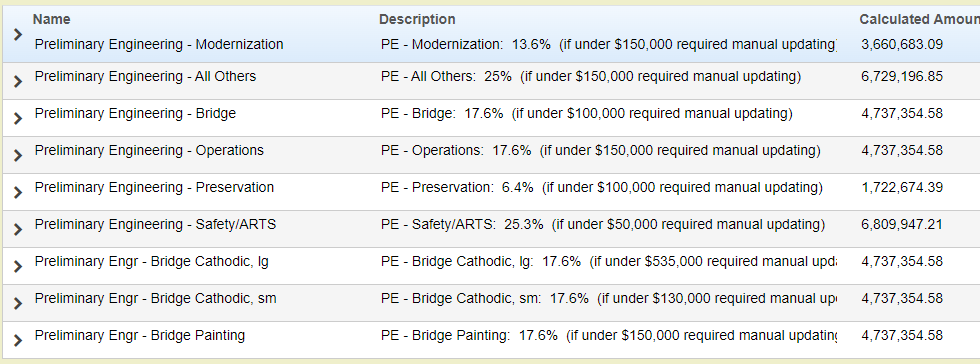 Name Description Calculated Amoun
Preliminary Engineering - Modernization PE - Modernization: 13.6% (if under $150,000 required manual updating 3,660,683.09
Preliminary Engineering - All Others PE - All Others: 25% (if under $150,000 required manual updating) 6,729,196.85
Preliminary Engineering - Bridge PE - Bridge: 17.6% (if under $100,000 required manual updating) 4,737,354.58
Preliminary Engineering - Operations PE - Operations: 17.6% (if under $150,000 required manual updating) 4,737,354.58
Preliminary Engineering - Preservation PE - Preservation: 6.4% (if under $100,000 required manual updating) 1,722,674.39
Preliminary Engineering - Safety/ARTS PE - Safety/ARTS: 25.3% (if under $50,000 required manual updating) 6,809,947.21
Preliminary Engr - Bridge Cathodic, lg PE - Bridge Cathodic, lg: 17.6% (if under $535,000 required manual upd 4,737,354.58
Preliminary Engr - Bridge Cathodic, sm PE - Bridge Cathodic, sm: 17.6% (if under $130,000 required manual up 4,737,354.58
Preliminary Engr - Bridge Painting PE - Bridge Painting: 17.6% (if under $150,000 required manual updating 4,737,354.58